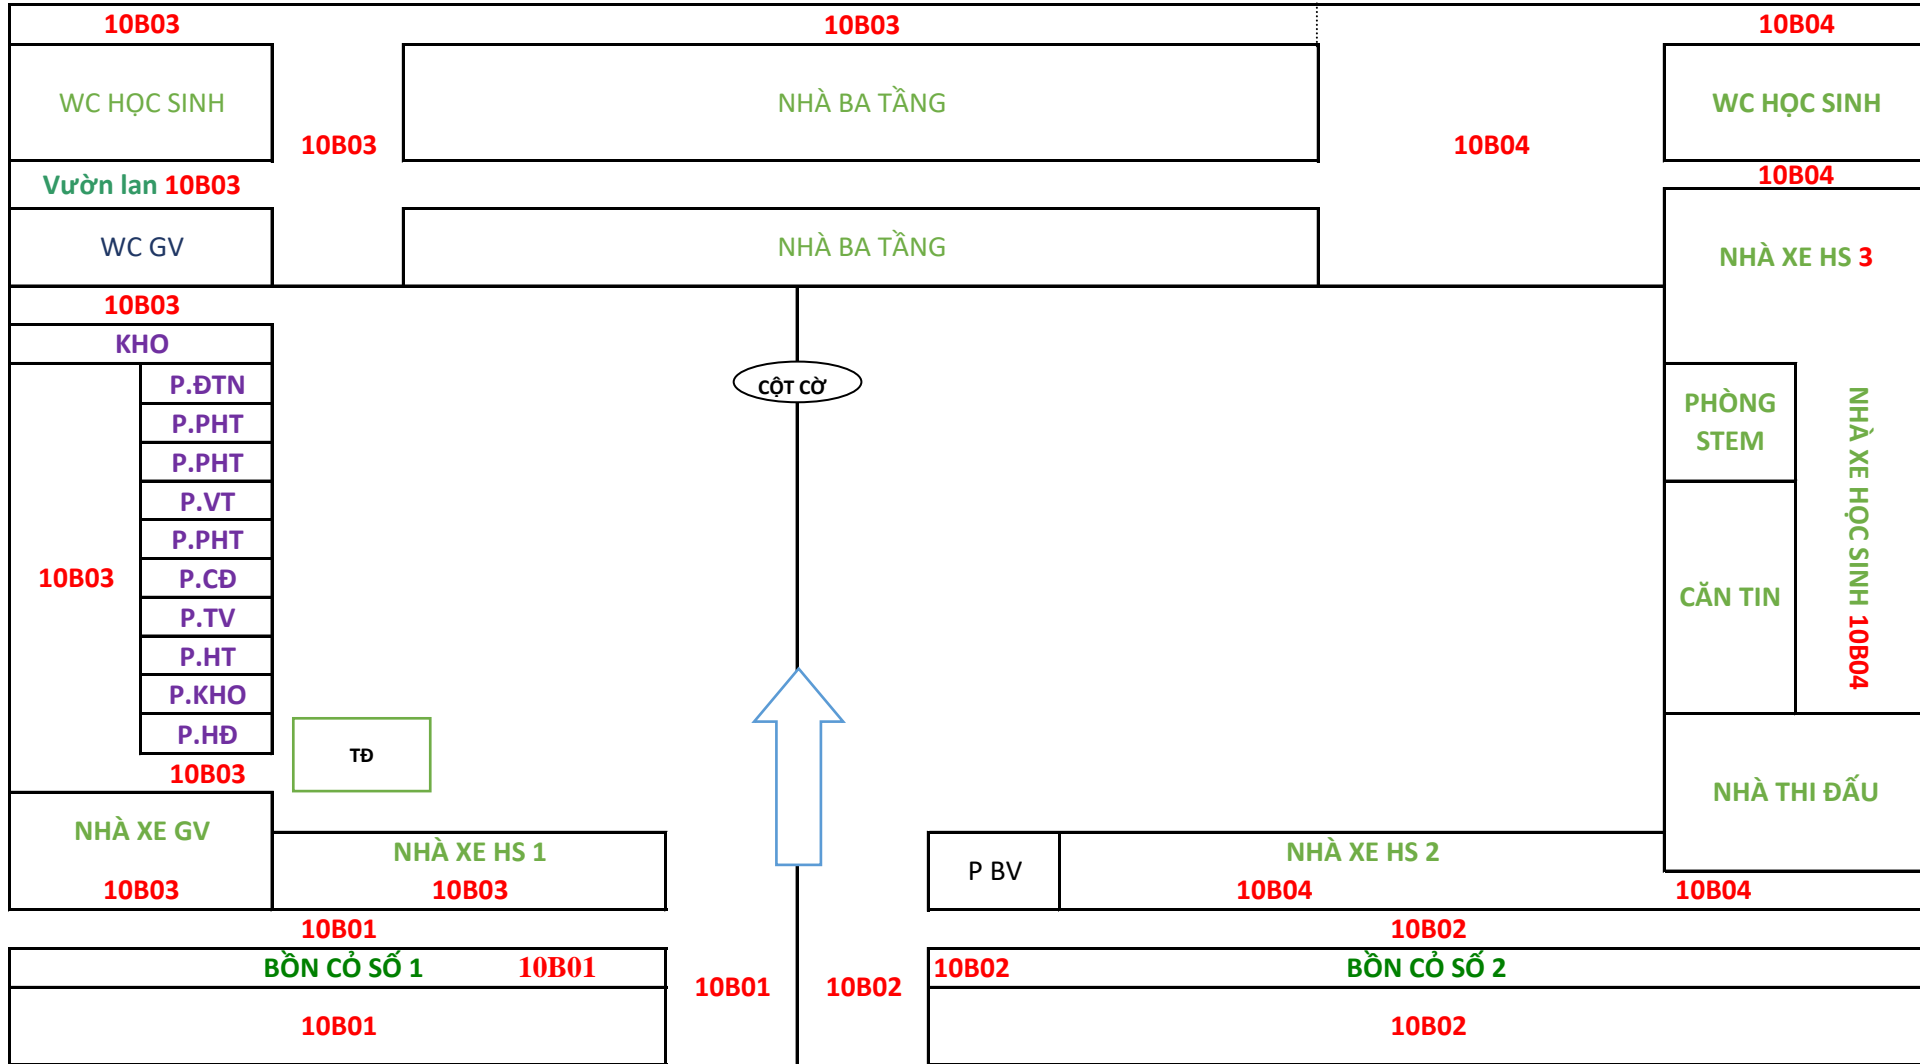 10B03 10B03 10B04
WC HỌC SINH NHÀ BA TẦNG WC HỌC SINH
10B03 10B04
Vườn lan 10B03 10B04
WC GV NHÀ BA TẦNG NHÀ XE HS 3
10B03
KHO
P.ĐTN
CỘT CỜ
P.PHT
PHÒNG
STEM
P.PHT
P.VT
P.PHT
10B03 P.CĐ
P.TV
CĂN TIN
NHÀ XE HỌC SINH 10B04
P.HT
P.KHO
P.HĐ
TĐ
10B03
NHÀ THI ĐẤU
NHÀ XE GV
NHÀ XE HS 1 NHÀ XE HS 2
P BV
10B03 10B03 10B04 10B04
10B01 10B02
BỒN CỎ SỐ 1 10B01 10B02 BỒN CỎ SỐ 2
10B01 10B02
10B01 10B02